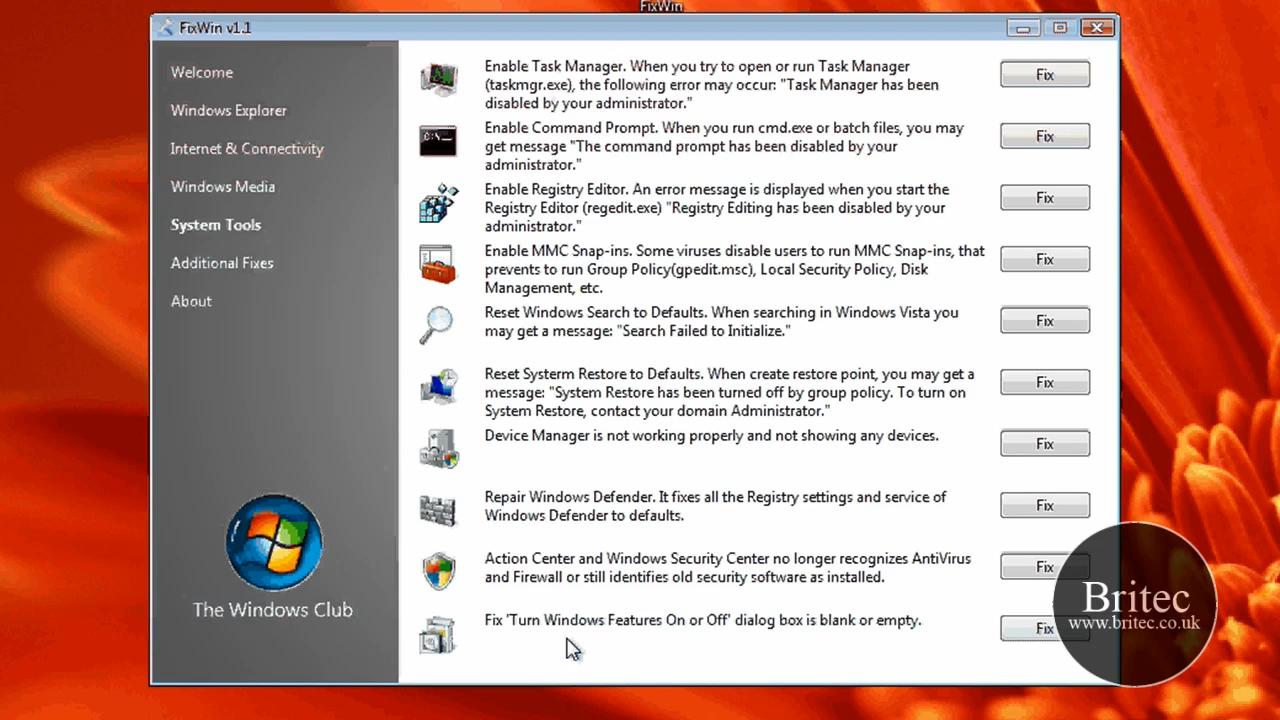 FixWin
FixWin v1.1
Welcome
Windows Explorer
Internet & Connectivity
Windows Media
System Tools
Additional Fixes
About
The Windows Club
Enable Task Manager. When you try to open or run Task Manager
(taskmgr.exe), the following error may occur: "Task Manager has been
disabled by your administrator."
Fix
Enable Command Prompt. When you run cmd.exe or batch files, you may
get message "The command prompt has been disabled by your
administrator."
Fix
Enable Registry Editor. An error message is displayed when you start the
Registry Editor (regedit.exe) "Registry Editing has been disabled by your
administrator."
Fix
Enable MMC Snap-ins. Some viruses disable users to run MMC Snap-ins, that
prevents to run Group Policy(gpedit.msc), Local Security Policy, Disk
Management, etc.
Fix
Reset Windows Search to Defaults. When searching in Windows Vista you
may get a message: "Search Failed to Initialize."
Fix
Reset Systerm Restore to Defaults. When create restore point, you may get a
message: "System Restore has been turned off by group policy. To turn on
System Restore, contact your domain Administrator."
Fix
Device Manager is not working properly and not showing any devices.
Fix
Repair Windows Defender. It fixes all the Registry settings and service of
Windows Defender to defaults.
Fix
Action Center and Windows Security Center no longer recognizes AntiVirus
and Firewall or still identifies old security software as installed.
Fix
Fix 'Turn Windows Features On or Off' dialog box is blank or empty.
Fix
Britec
www.britec.co.uk